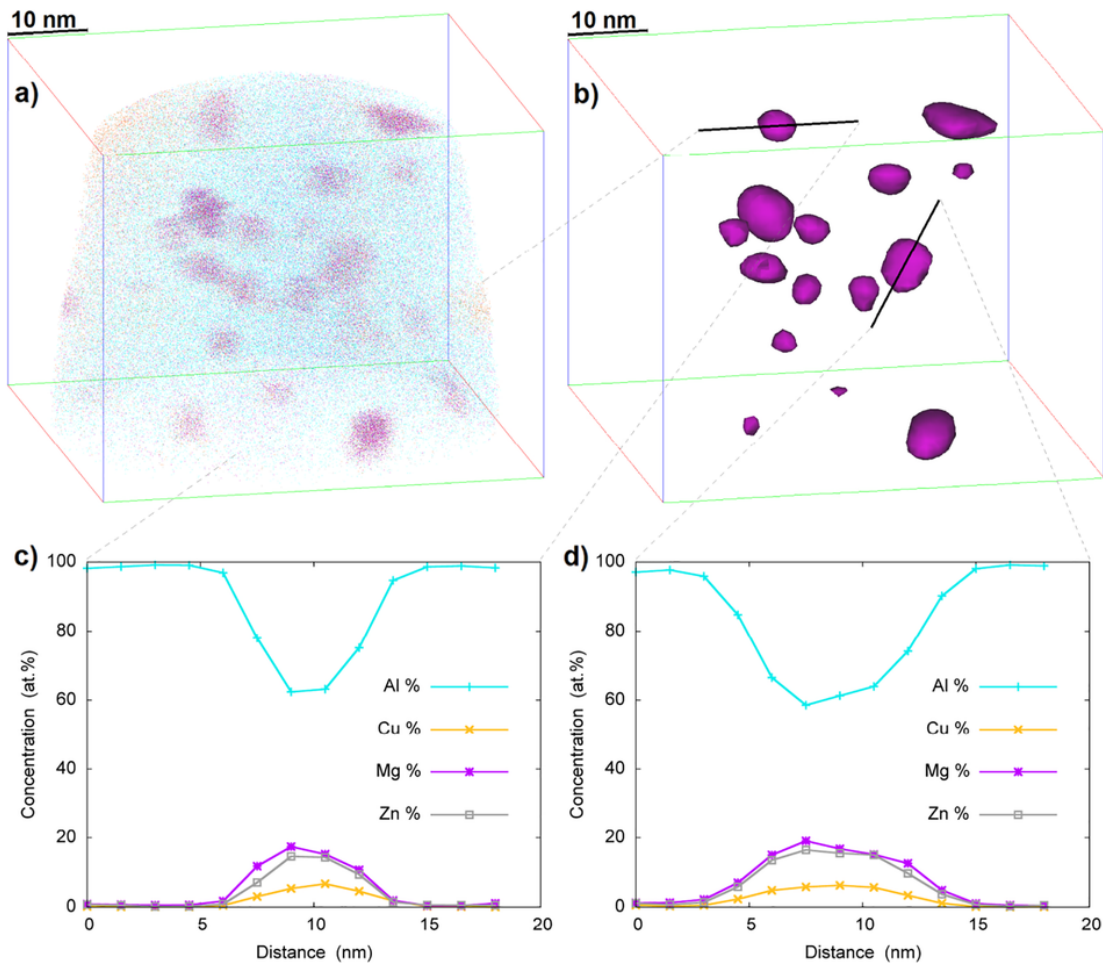 10 nm
10 nm
a)
b)
c)
d)
100
80
60
40
20
0
Concentration (at.%)
Al %
Cu %
Mg %
Zn %
0
5
10
15
20
Distance (nm)
100
80
60
40
20
0
Concentration (at.%)
Al %
Cu %
Mg %
Zn %
0
5
10
15
20
Distance (nm)